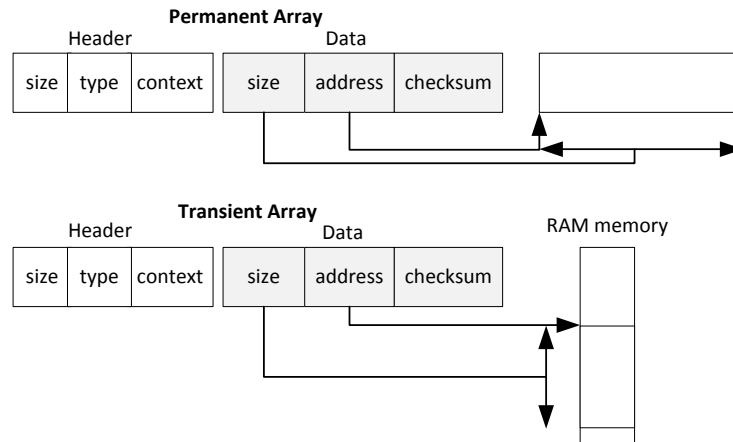 Permanent Array
Header Data
size type context size address checksum
Transient Array
Header Data RAM memory
size type context size address checksum